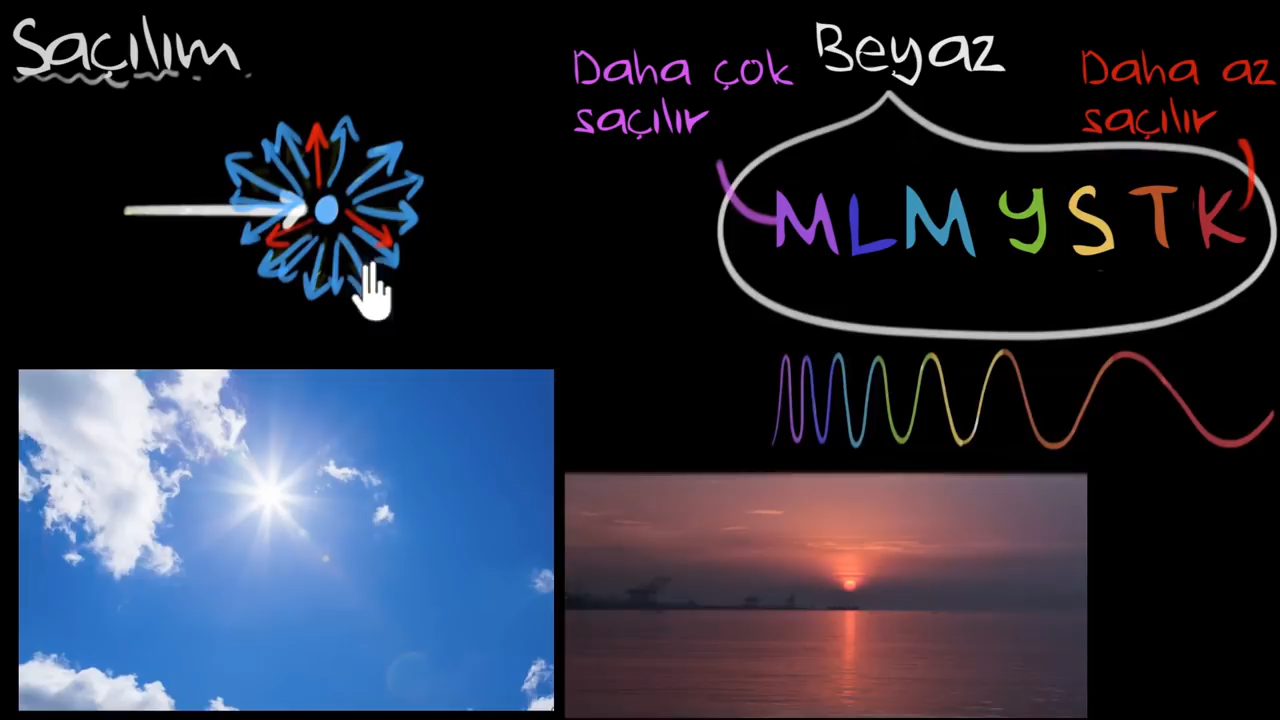 Saçılım
Daha çok
saçılır
Beyaz
Daha az
saçılır
MLMYSTK